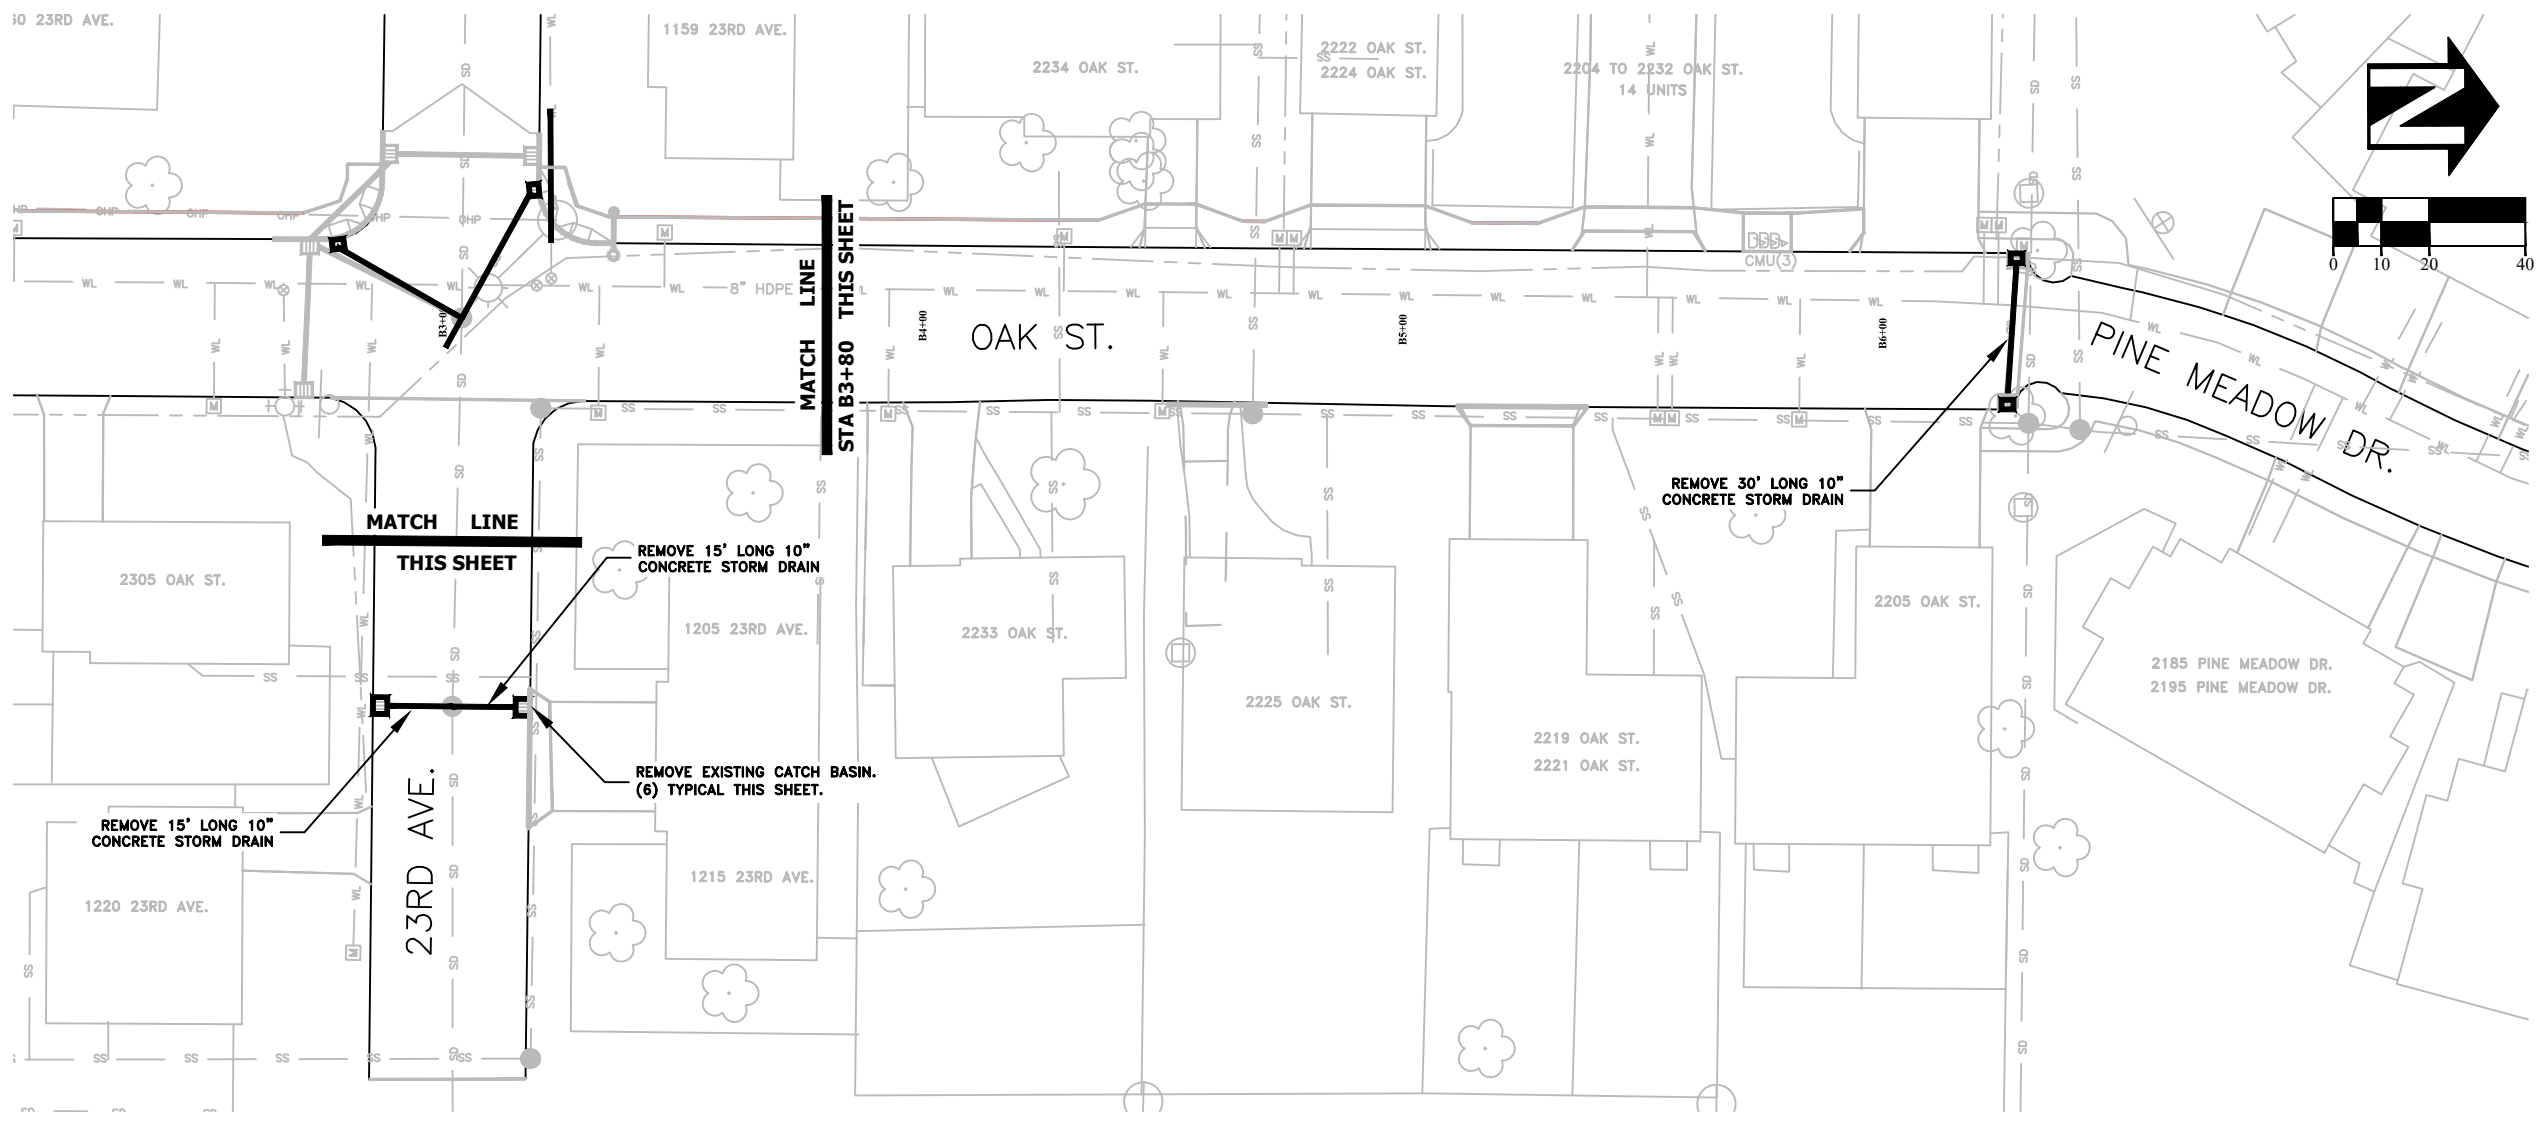 1159 23RD AVE.
2234 OAK ST.
2222 OAK ST.
2224 OAK ST.
2204 TO 2232 OAK ST.
14 UNITS
N
0 10 20 40
CMU(3)
8" HDPE
B3+00
MATCH LINE
STA B3+80 THIS SHEET
B4+00
OAK ST.
B5+00
B6+00
PINE MEADOW DR.
REMOVE 30' LONG 10"
CONCRETE STORM DRAIN
MATCH LINE
THIS SHEET
REMOVE 15' LONG 10"
CONCRETE STORM DRAIN
2305 OAK ST.
1205 23RD AVE.
2233 OAK ST.
2225 OAK ST.
2219 OAK ST.
2221 OAK ST.
2205 OAK ST.
2185 PINE MEADOW DR.
2195 PINE MEADOW DR.
REMOVE EXISTING CATCH BASIN.
(6) TYPICAL THIS SHEET.
REMOVE 15' LONG 10"
CONCRETE STORM DRAIN
23RD AVE.
1215 23RD AVE.
1220 23RD AVE.